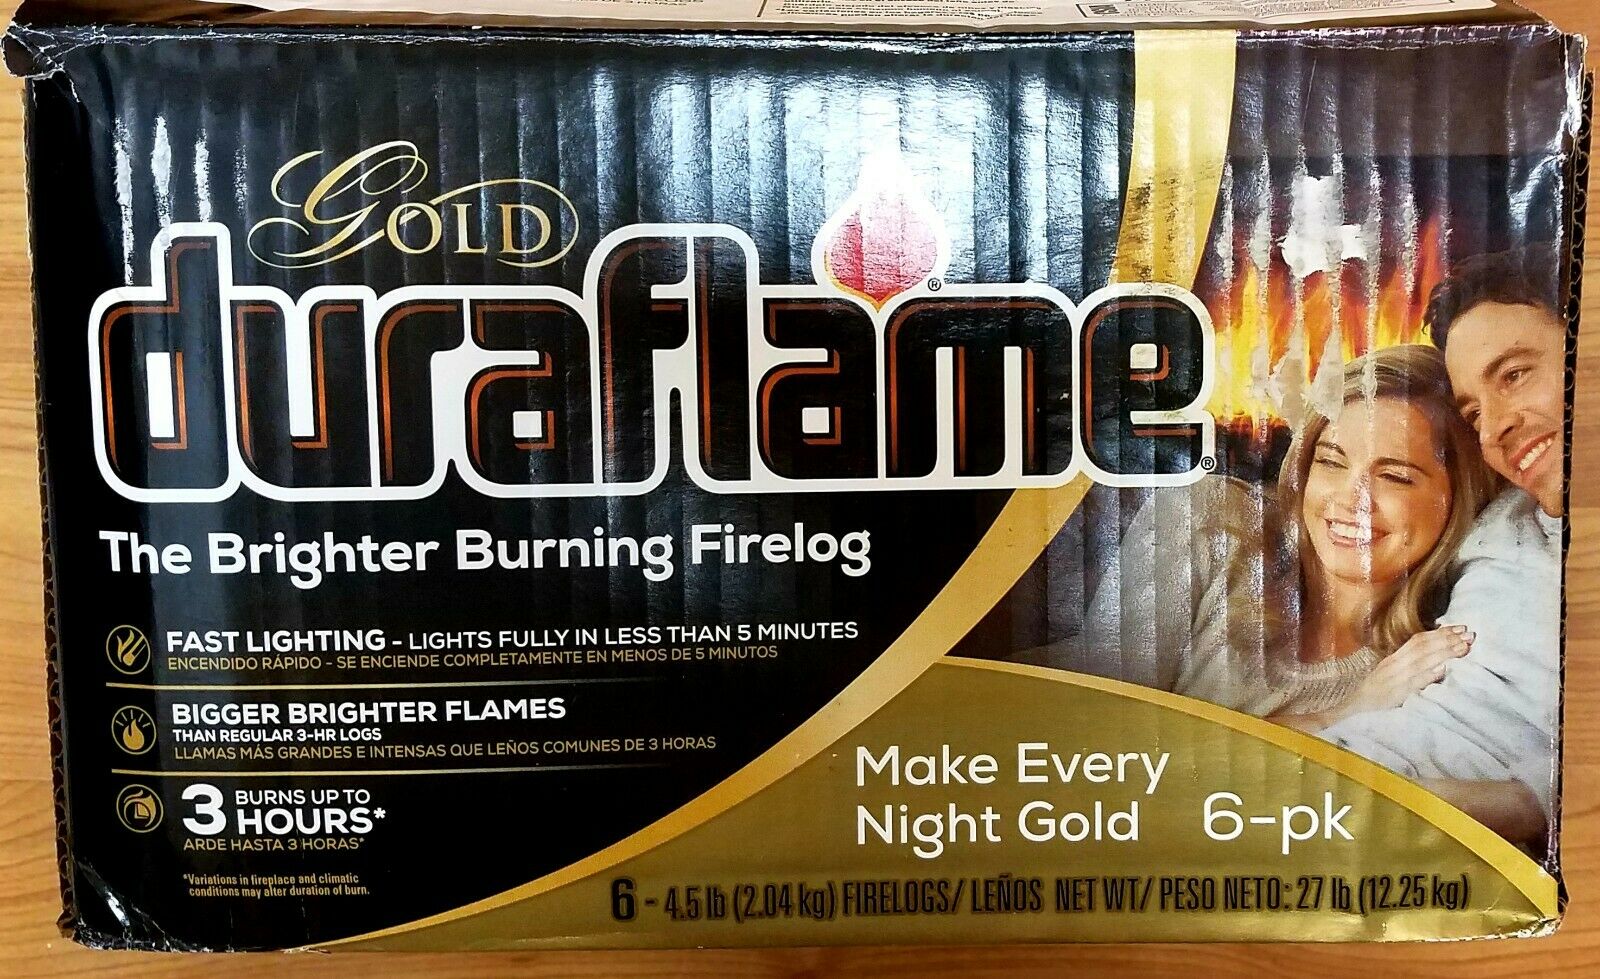 GOLD
duraflame®
®
The Brighter Burning Firelog
FAST LIGHTING - LIGHTS FULLY IN LESS THAN 5 MINUTES
ENCENDIDO RÁPIDO - SE ENCIENDE COMPLETAMENTE EN MENOS DE 5 MINUTOS
BIGGER BRIGHTER FLAMES
THAN REGULAR 3-HR LOGS
LLAMAS MÁS GRANDES E INTENSAS QUE LEÑOS COMUNES DE 3 HORAS
3 BURNS UP TO
HOURS*
ARDE HASTA 3 HORAS*
*Variations in fireplace and climatic
conditions may alter duration of burn.
Make Every
Night Gold 6-pk
6 - 4.5 lb (2.04 kg) FIRELOGS/ LEÑOS NET WT/ PESO NETO: 27 lb (12.25 kg)